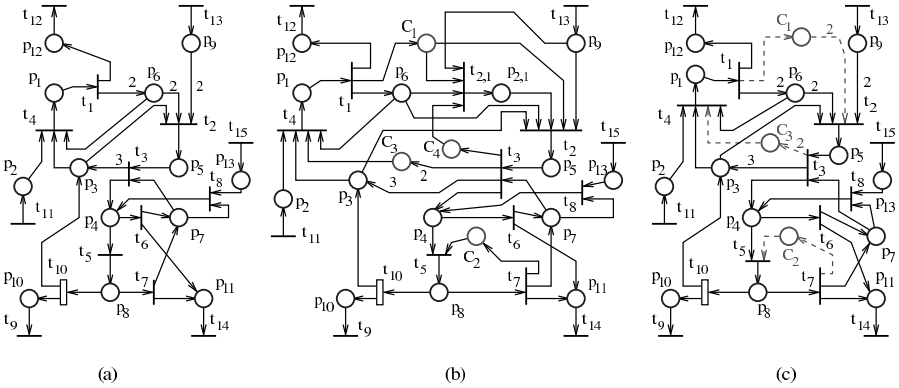 t12 t13 t12 C1 t13 t12 C1 t13
p12 p9 p12 p9 p12 2 p9
p1 t1 2 p6 2 2 p1 t1 p6 t2,1 p2,1 p1 t1 2 p6 2 2
t4 t2 t4 t2 t4 t2
t15 t15 t15
p2 p3 3 t3 p5 p13 p2 p3 C3 2 C4 t3 p5 p13 p2 p3 C3 2 3 t3 p5
t8 3 t8 t8 p13
t11 p4 t6 p7 t11 p4 t6 p7 t11 p4 t6 p7
t5 t5 C2 t5 C2
p10 t10 t7 p11 p10 t10 t7 p11 p10 t10 t7 p11
t9 p8 t14 t9 p8 t14 t9 p8 t14
(a) (b) (c)